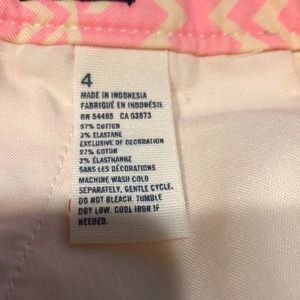 4
MADE IN INDONESIA
FABRIQUÉ EN INDONÉSIE
RN 54485 CA 03873
97% COTTON
3% ELASTANE
EXCLUSIVE OF DECORATION
97% COTON
3% ÉLASTHANNE
SANS LES DÉCORATIONS
MACHINE WASH COLD
SEPARATELY, GENTLE CYCLE.
DO NOT BLEACH. TUMBLE
DRY LOW. COOL IRON IF
NEEDED.